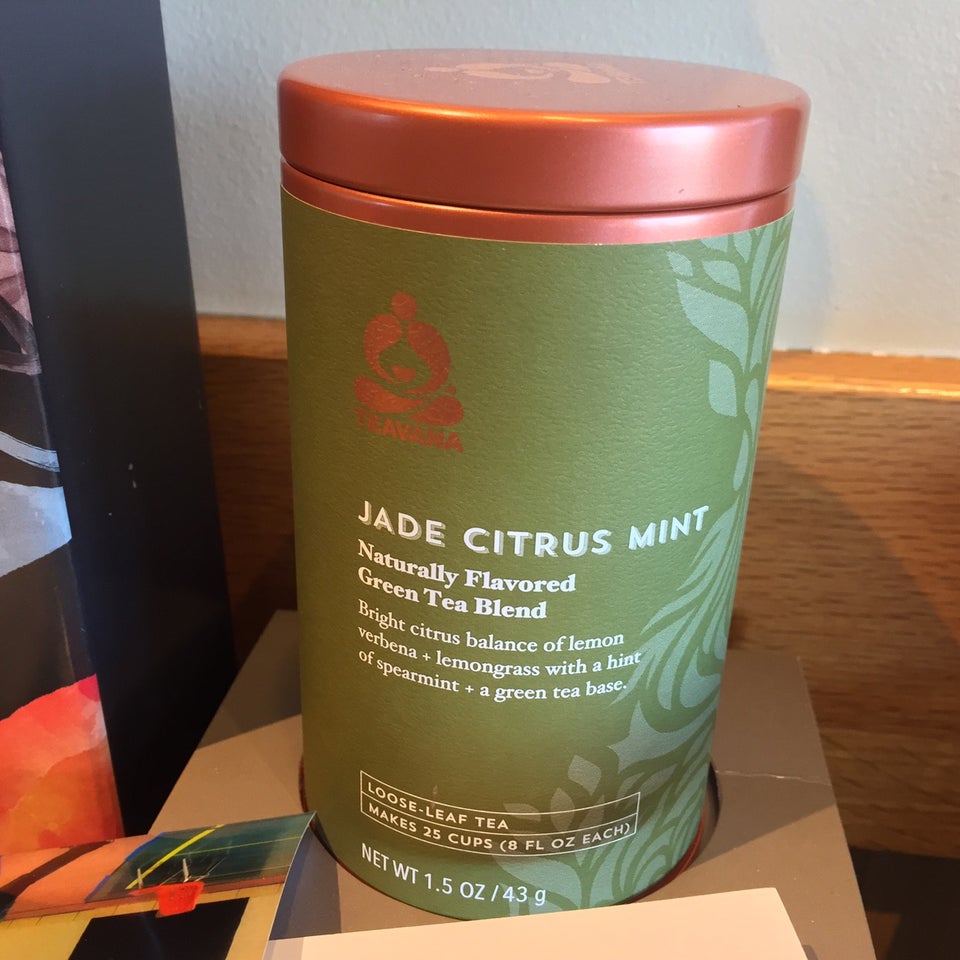 TEAVANA
JADE CITRUS MINT
Naturally Flavored
Green Tea Blend
Bright citrus balance of lemon
verbena + lemongrass with a hint
of spearmint + a green tea base.
LOOSE-LEAF TEA
MAKES 25 CUPS (8 FL OZ EACH)
NET WT 1.5 OZ / 43 g